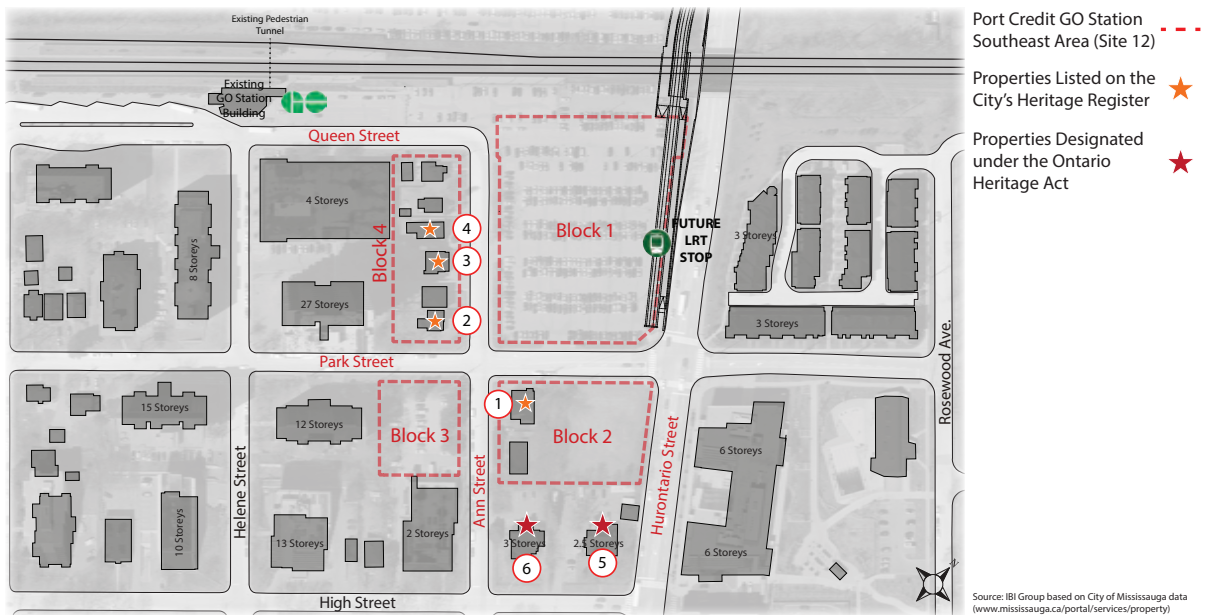 Existing Pedestrian
Tunnel
Existing
GO Station
Building
GO
Queen Street
4 Storeys
8 Storeys
27 Storeys
Block 4
4
3
2
Block 1
FUTURE
LRT
STOP
3 Storeys
3 Storeys
Park Street
15 Storeys
12 Storeys
Block 3
1
Block 2
Hurontario Street
Rosewood Ave.
6 Storeys
Helene Street
Ann Street
10 Storeys
13 Storeys
2 Storeys
3 Storeys
2.5 Storeys
6
5
6 Storeys
High Street
N
Port Credit GO Station
Southeast Area (Site 12)
Properties Listed on the
City's Heritage Register
Properties Designated
under the Ontario
Heritage Act
Source: IBI Group based on City of Mississauga data
(www.mississauga.ca/portal/services/property)